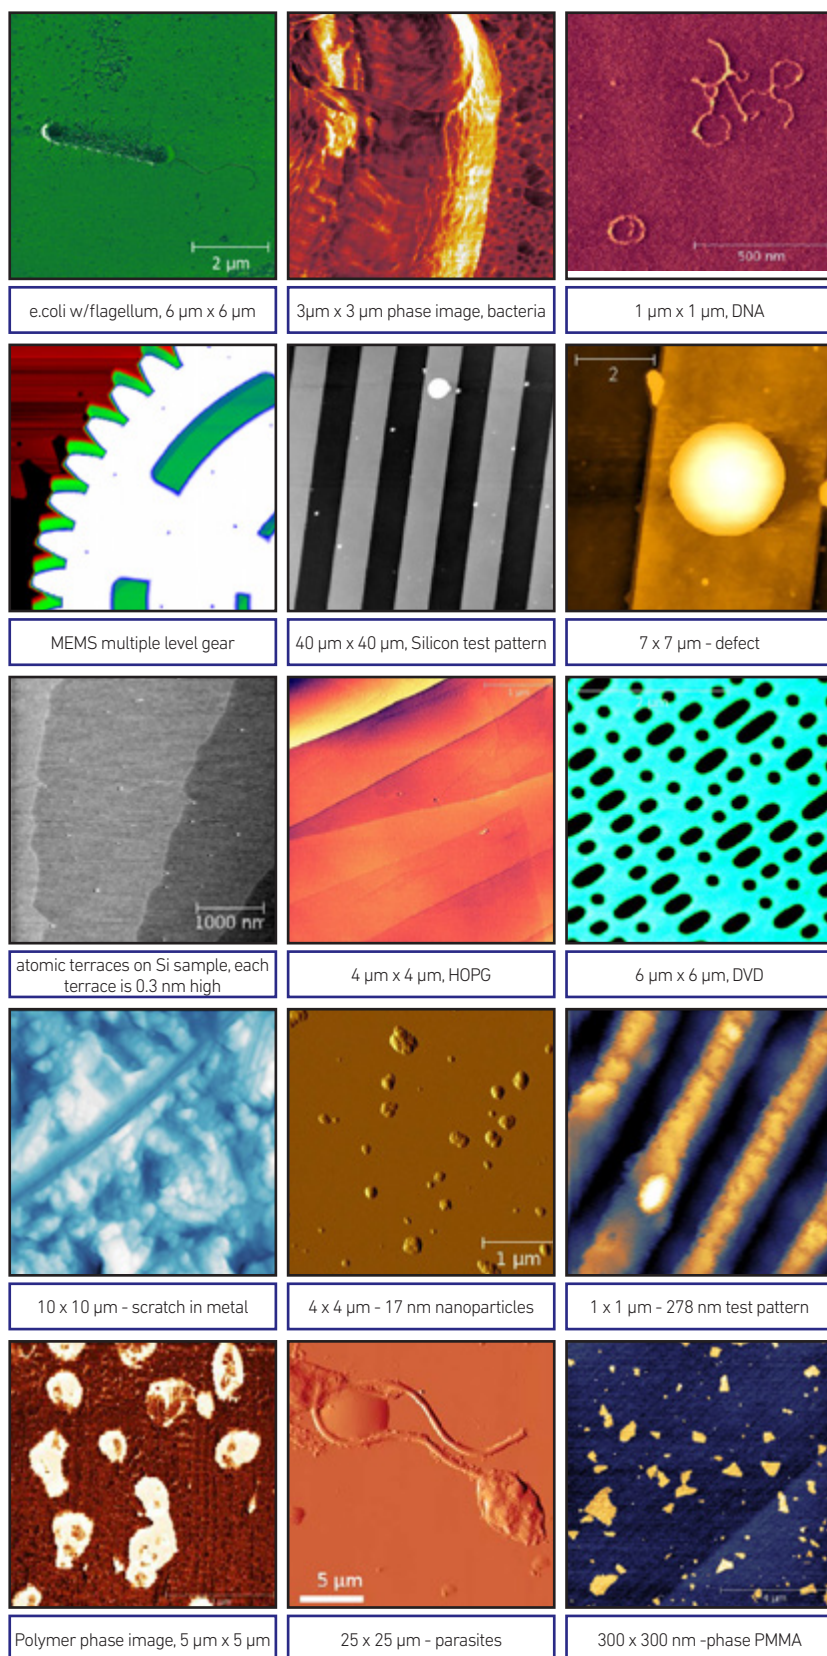 2 µm
500 nm
e.coli w/flagellum, 6 µm x 6 µm
3µm x 3 µm phase image, bacteria
1 µm x 1 µm, DNA
2
MEMS multiple level gear
40 µm x 40 µm, Silicon test pattern
7 x 7 µm - defect
1 µm
2 µm
1000 nm
atomic terraces on Si sample, each
terrace is 0.3 nm high
4 µm x 4 µm, HOPG
6 µm x 6 µm, DVD
1 µm
10 x 10 µm - scratch in metal
4 x 4 µm - 17 nm nanoparticles
1 x 1 µm - 278 nm test pattern
5 µm
Polymer phase image, 5 µm x 5 µm
25 x 25 µm - parasites
300 x 300 nm -phase PMMA